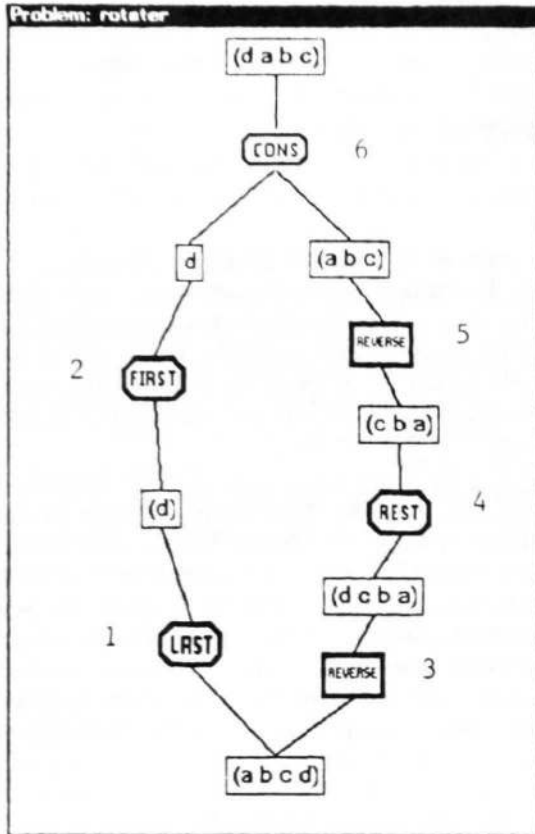 Problem: rotater
(d a b c)
CONS 6
d (a b c)
REVERSE 5
2 FIRST
(c b a)
(d) REST 4
(d c b a)
1 LAST
REVERSE 3
(a b c d)